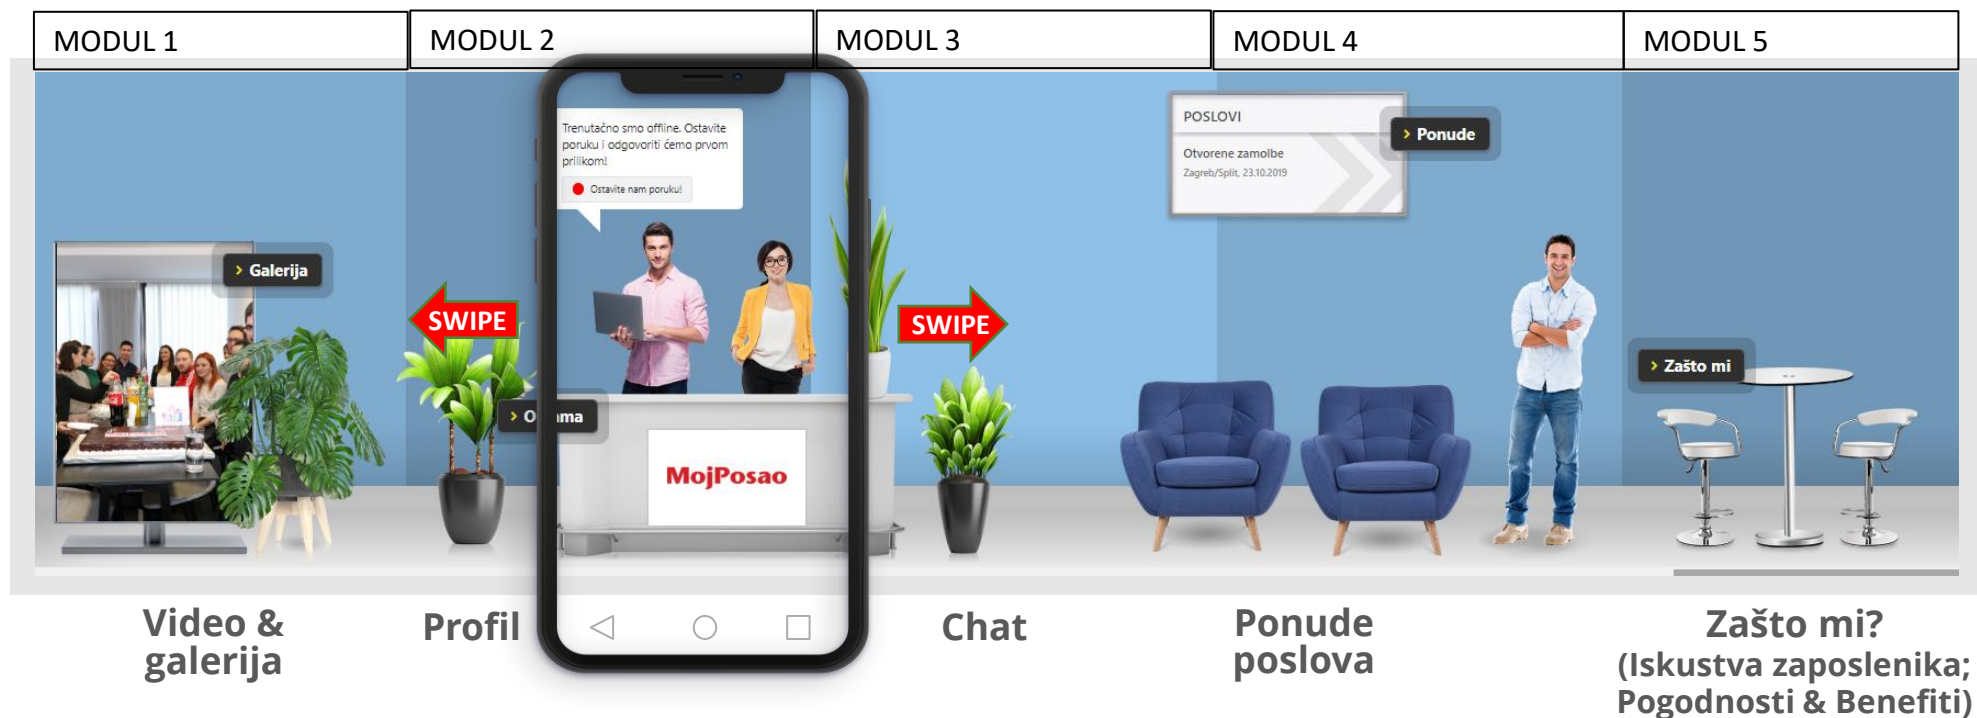 MODUL 1
MODUL 2
MODUL 3
MODUL 4
MODUL 5
Trenutačno smo offline. Ostavite
poruku i odgovoriti ćemo prvom
prilikom!
Ostavite nam poruku!
POSLOVI
Otvorene zamolbe
Zagreb/Split, 23.10.2019
> Ponude
> Galerija
SWIPE
SWIPE
> Zašto mi
MojPosao
Video &
galerija
Profil
Chat
Ponude
poslova
Zašto mi?
(Iskustva zaposlenika;
Pogodnosti & Benefiti)